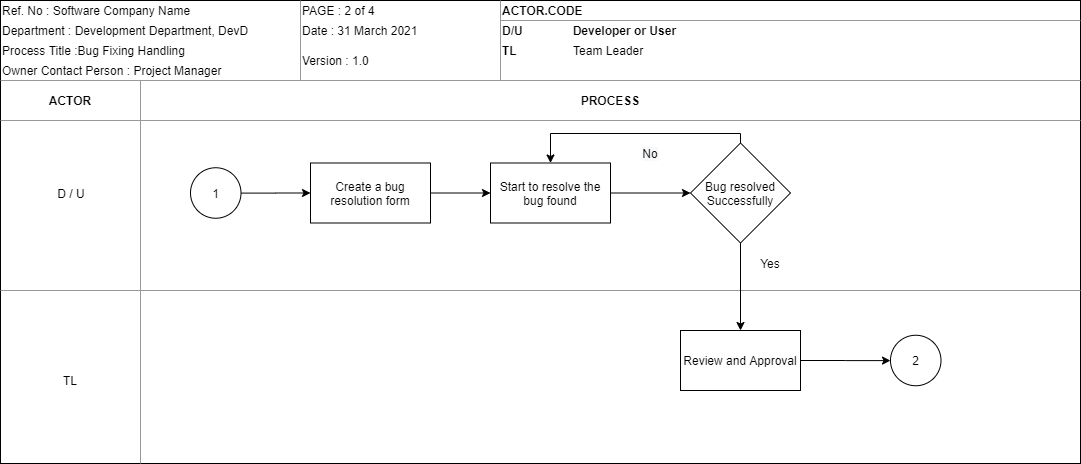 Ref. No : Software Company Name
PAGE : 2 of 4
ACTOR.CODE
Department : Development Department, DevD
Date : 31 March 2021
D/U Developer or User
Process Title :Bug Fixing Handling
TL Team Leader
Version : 1.0
Owner Contact Person : Project Manager
ACTOR
PROCESS
D / U
1
Create a bug
resolution form
Start to resolve the
bug found
No
Bug resolved
Successfully
Yes
TL
Review and Approval
2